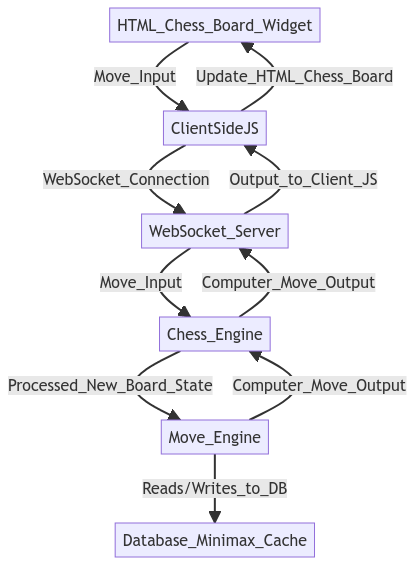 HTML_Chess_Board_Widget
Move_Input
Update_HTML_Chess_Board
ClientSideJS
WebSocket_Connection
Output_to_Client_JS
WebSocket_Server
Move_Input
Computer_Move_Output
Chess_Engine
Processed_New_Board_State
Computer_Move_Output
Move_Engine
Reads/Writes_to_DB
Database_Minimax_Cache